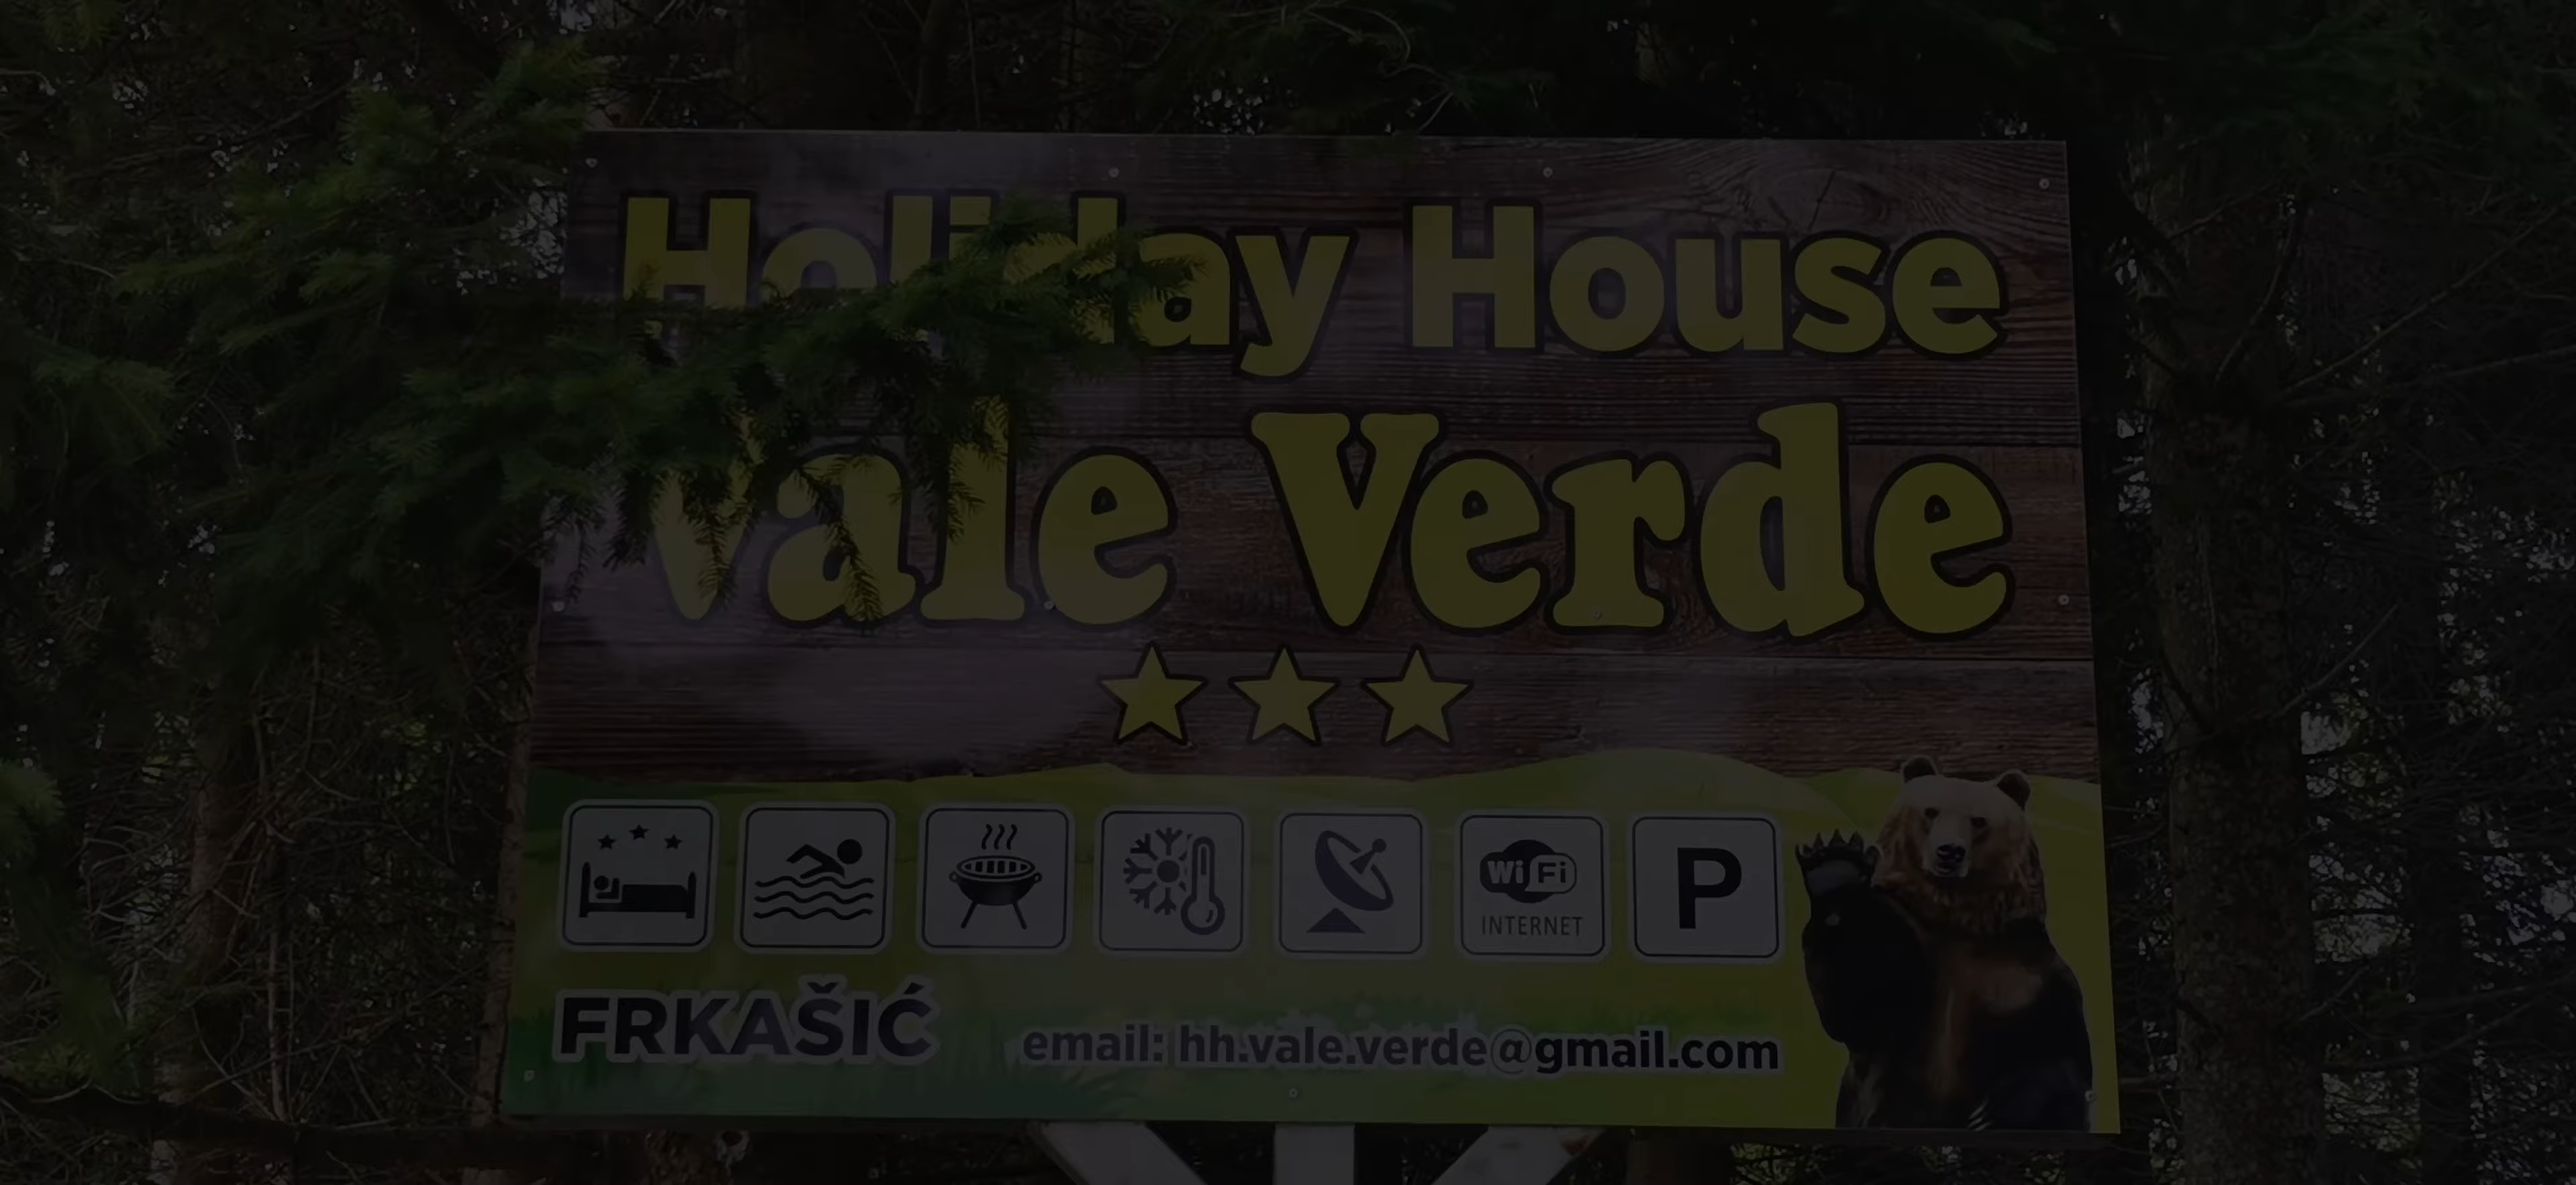 Holiday House
Vale Verde
WiFi
INTERNET
P
FRKAŠIĆ
email: hh.vale.verde@gmail.com